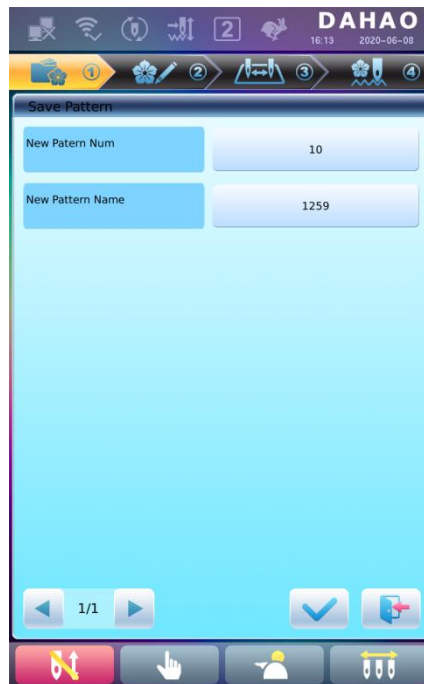 2
DAHAO
16:13 2020-06-08
① ② ③ ④
Save Pattern
New Patern Num 10
New Pattern Name 1259
1/1